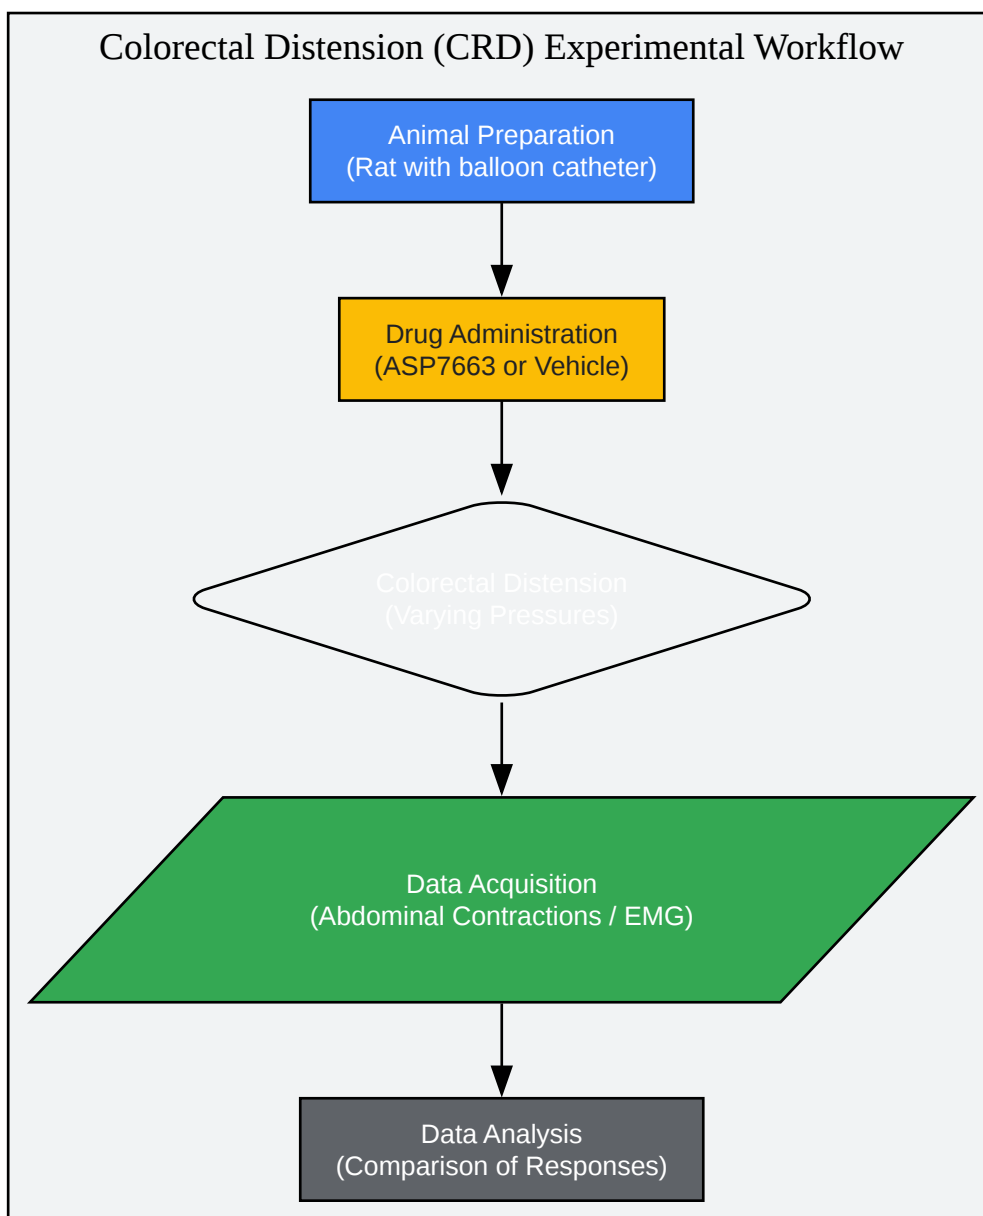 Colorectal Distension (CRD) Experimental Workflow
Animal Preparation
(Rat with balloon catheter)
Drug Administration
(ASP7663 or Vehicle)
Colorectal Distension
(Varying Pressures)
Data Acquisition
(Abdominal Contractions / EMG)
Data Analysis
(Comparison of Responses)